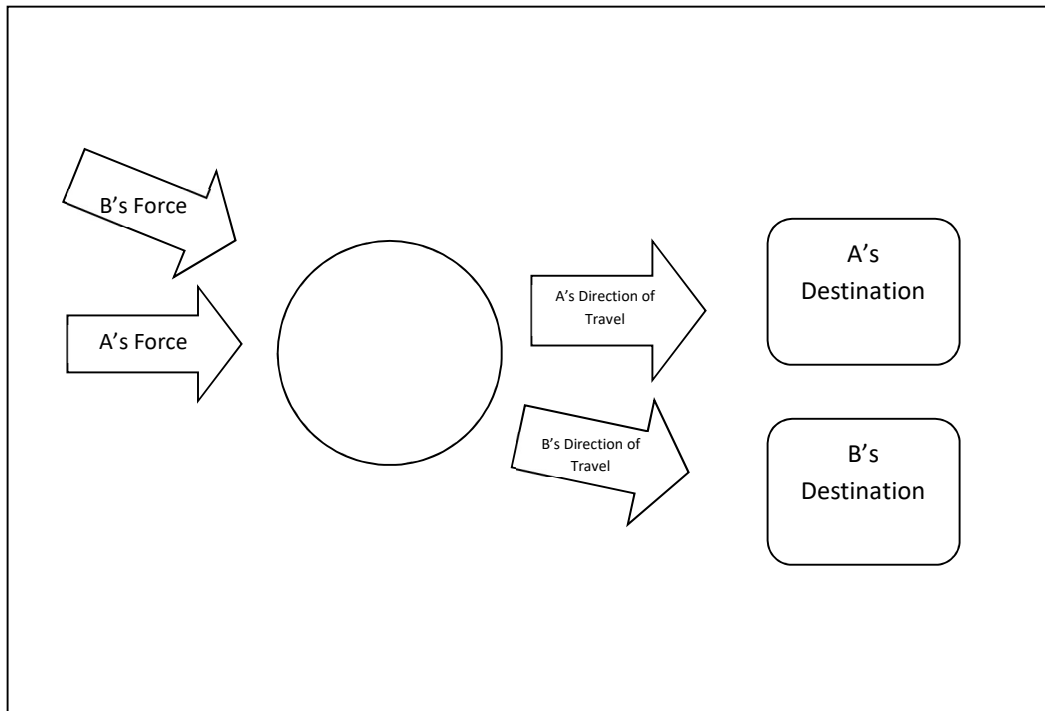 B’s Force
A’s Force
A’s Direction of
Travel
B’s Direction of
Travel
A’s
Destination
B’s
Destination